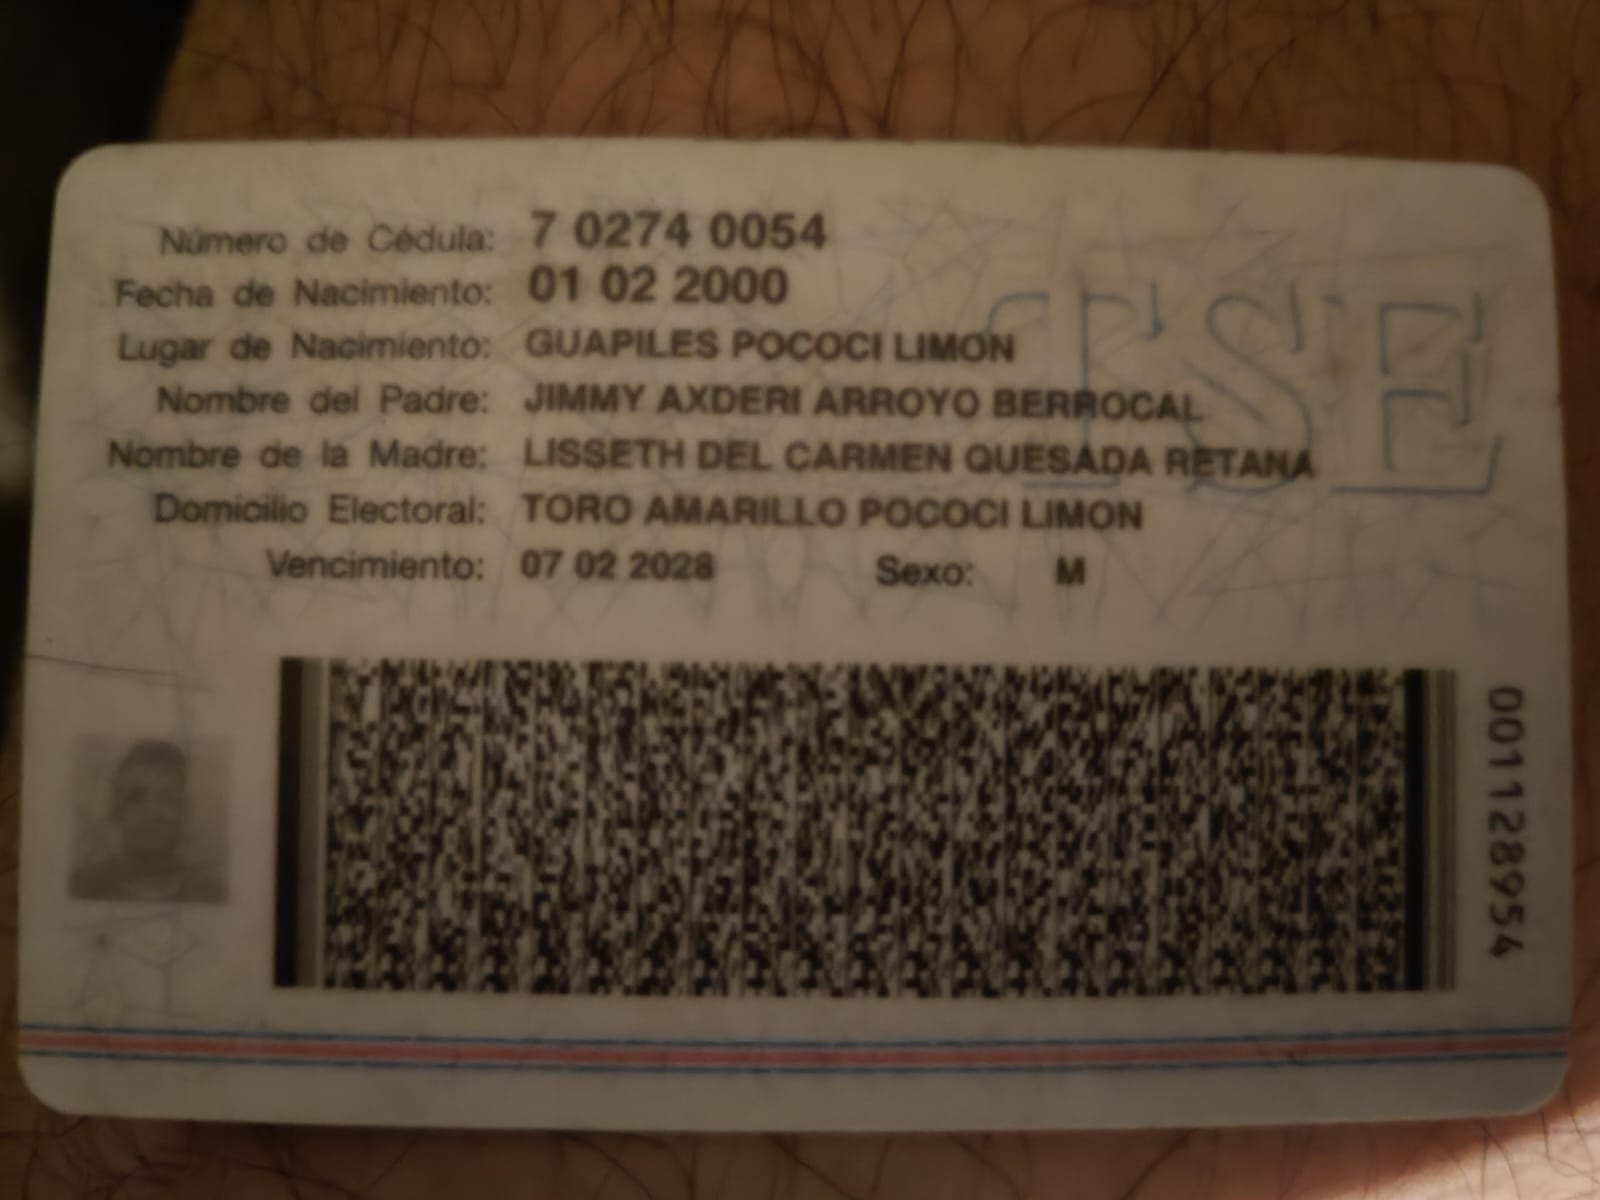 Número de Cédula: 7 0274 0054
Fecha de Nacimiento: 01 02 2000
Lugar de Nacimiento: GUAPILES POCOCI LIMON
Nombre del Padre: JIMMY AXDERI ARROYO BERROCAL
Nombre de la Madre: LISSETH DEL CARMEN QUESADA RETANA
Domicilio Electoral: TORO AMARILLO POCOCI LIMON
Vencimiento: 07 02 2028 Sexo: M
TSE
001128954